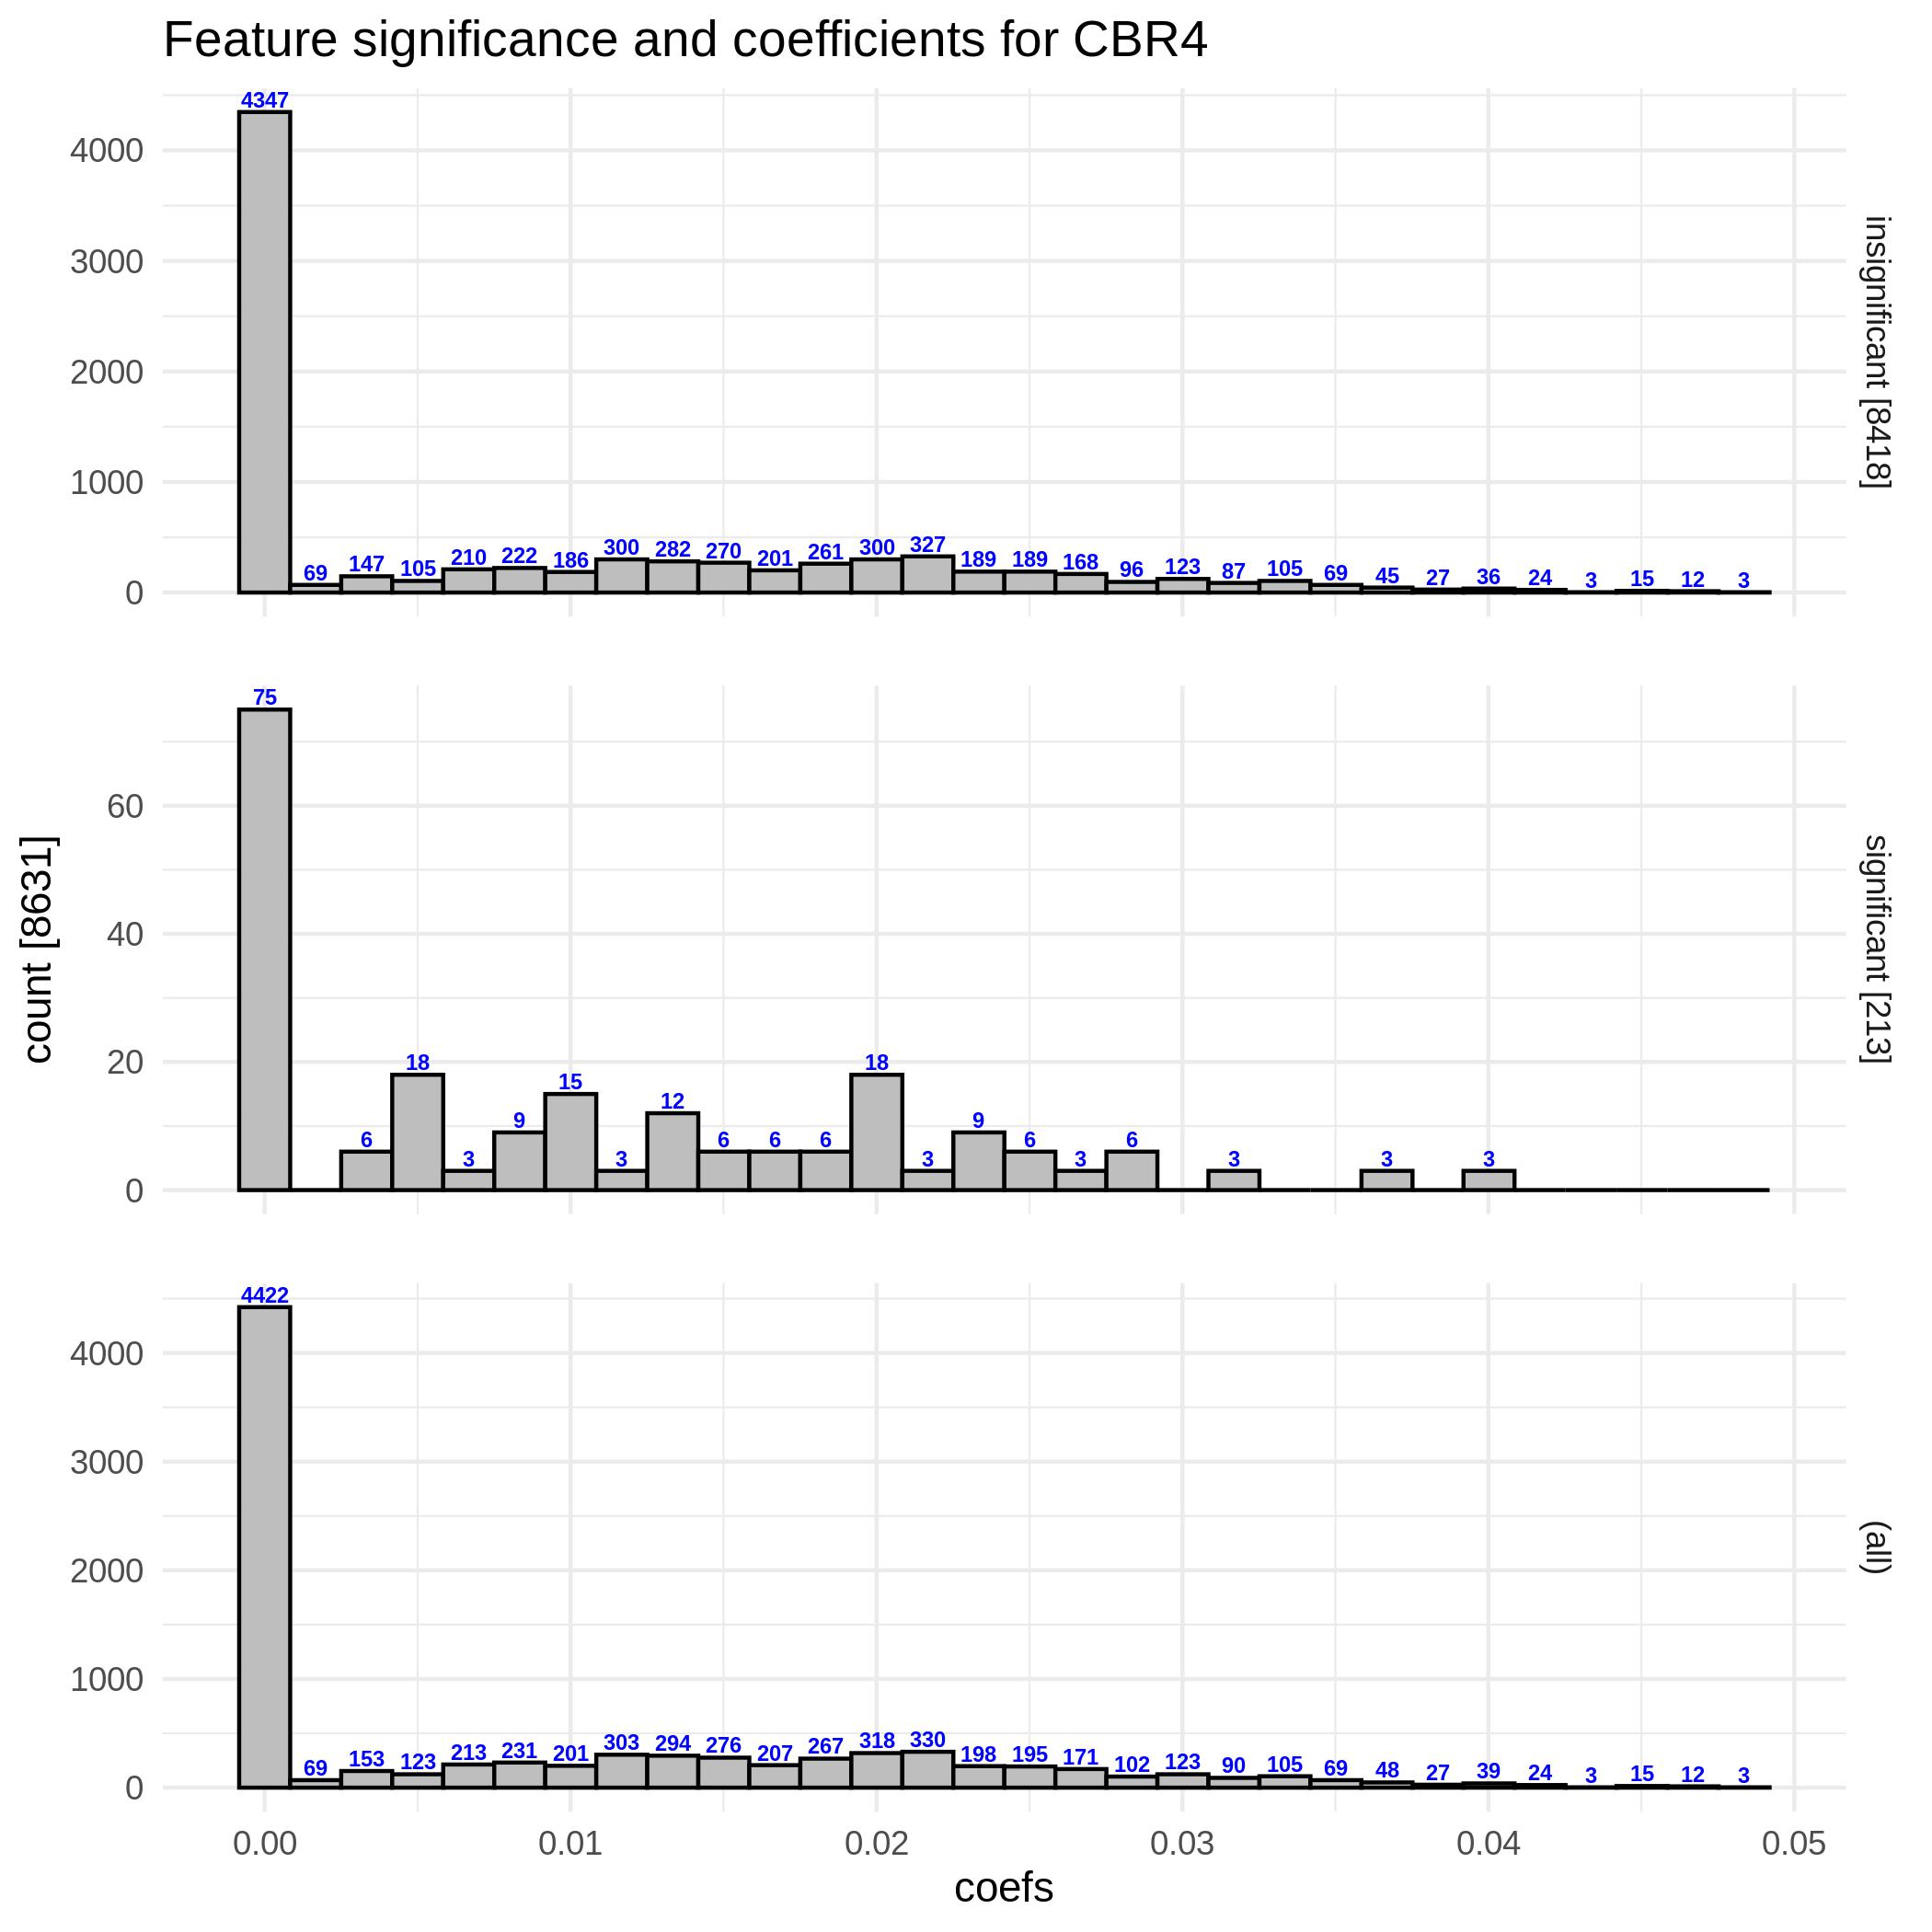 Feature significance and coefficients for CBR4
4347
4000
3000
2000
1000
0
69 147 105 210 222 186 300 282 270 201 261 300 327 189 189 168 96 123 87 105 69 45 27 36 24 3 15 12 3
insignificant [8418]
75
60
40
20
0
6 18 3 9 15 3 12 6 6 6 18 3 9 6 3 6 3 3 3
significant [213]
count [8631]
4422
4000
3000
2000
1000
0
69 153 123 213 231 201 303 294 276 207 267 318 330 198 195 171 102 123 90 105 69 48 27 39 24 3 15 12 3
(all)
0.00 0.01 0.02 0.03 0.04 0.05
coefs